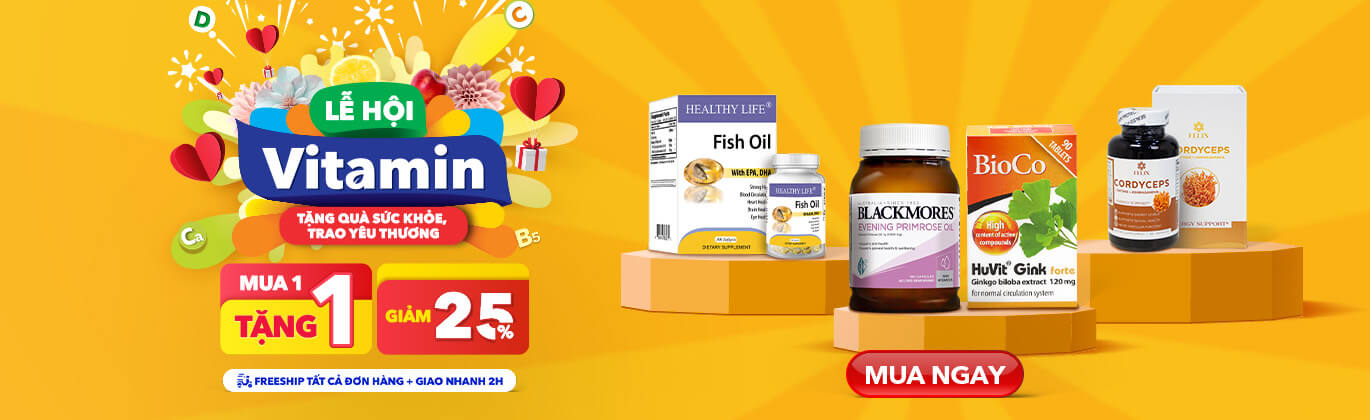 D
C
LỄ HỘI
Vitamin
TẶNG QUÀ SỨC KHỎE,
TRAO YÊU THƯƠNG
Ca
B5
MUA 1
TẶNG 1
GIẢM 25%
FREESHIP TẤT CẢ ĐƠN HÀNG + GIAO NHANH 2H
HEALTHY LIFE®
Fish Oil
With EPA, DHA
DIETARY SUPPLEMENT
HEALTHY LIFE®
Fish Oil
BLACKMORES
EVENING PRIMROSE OIL
90 TABLETS
BioCo
High
content of active
compounds
HuVit® Gink forte
Ginkgo biloba extract 120 mg
for normal circulation system
FELIX
CORDYCEPS
FELIX
CORDYCEPS
MUA NGAY